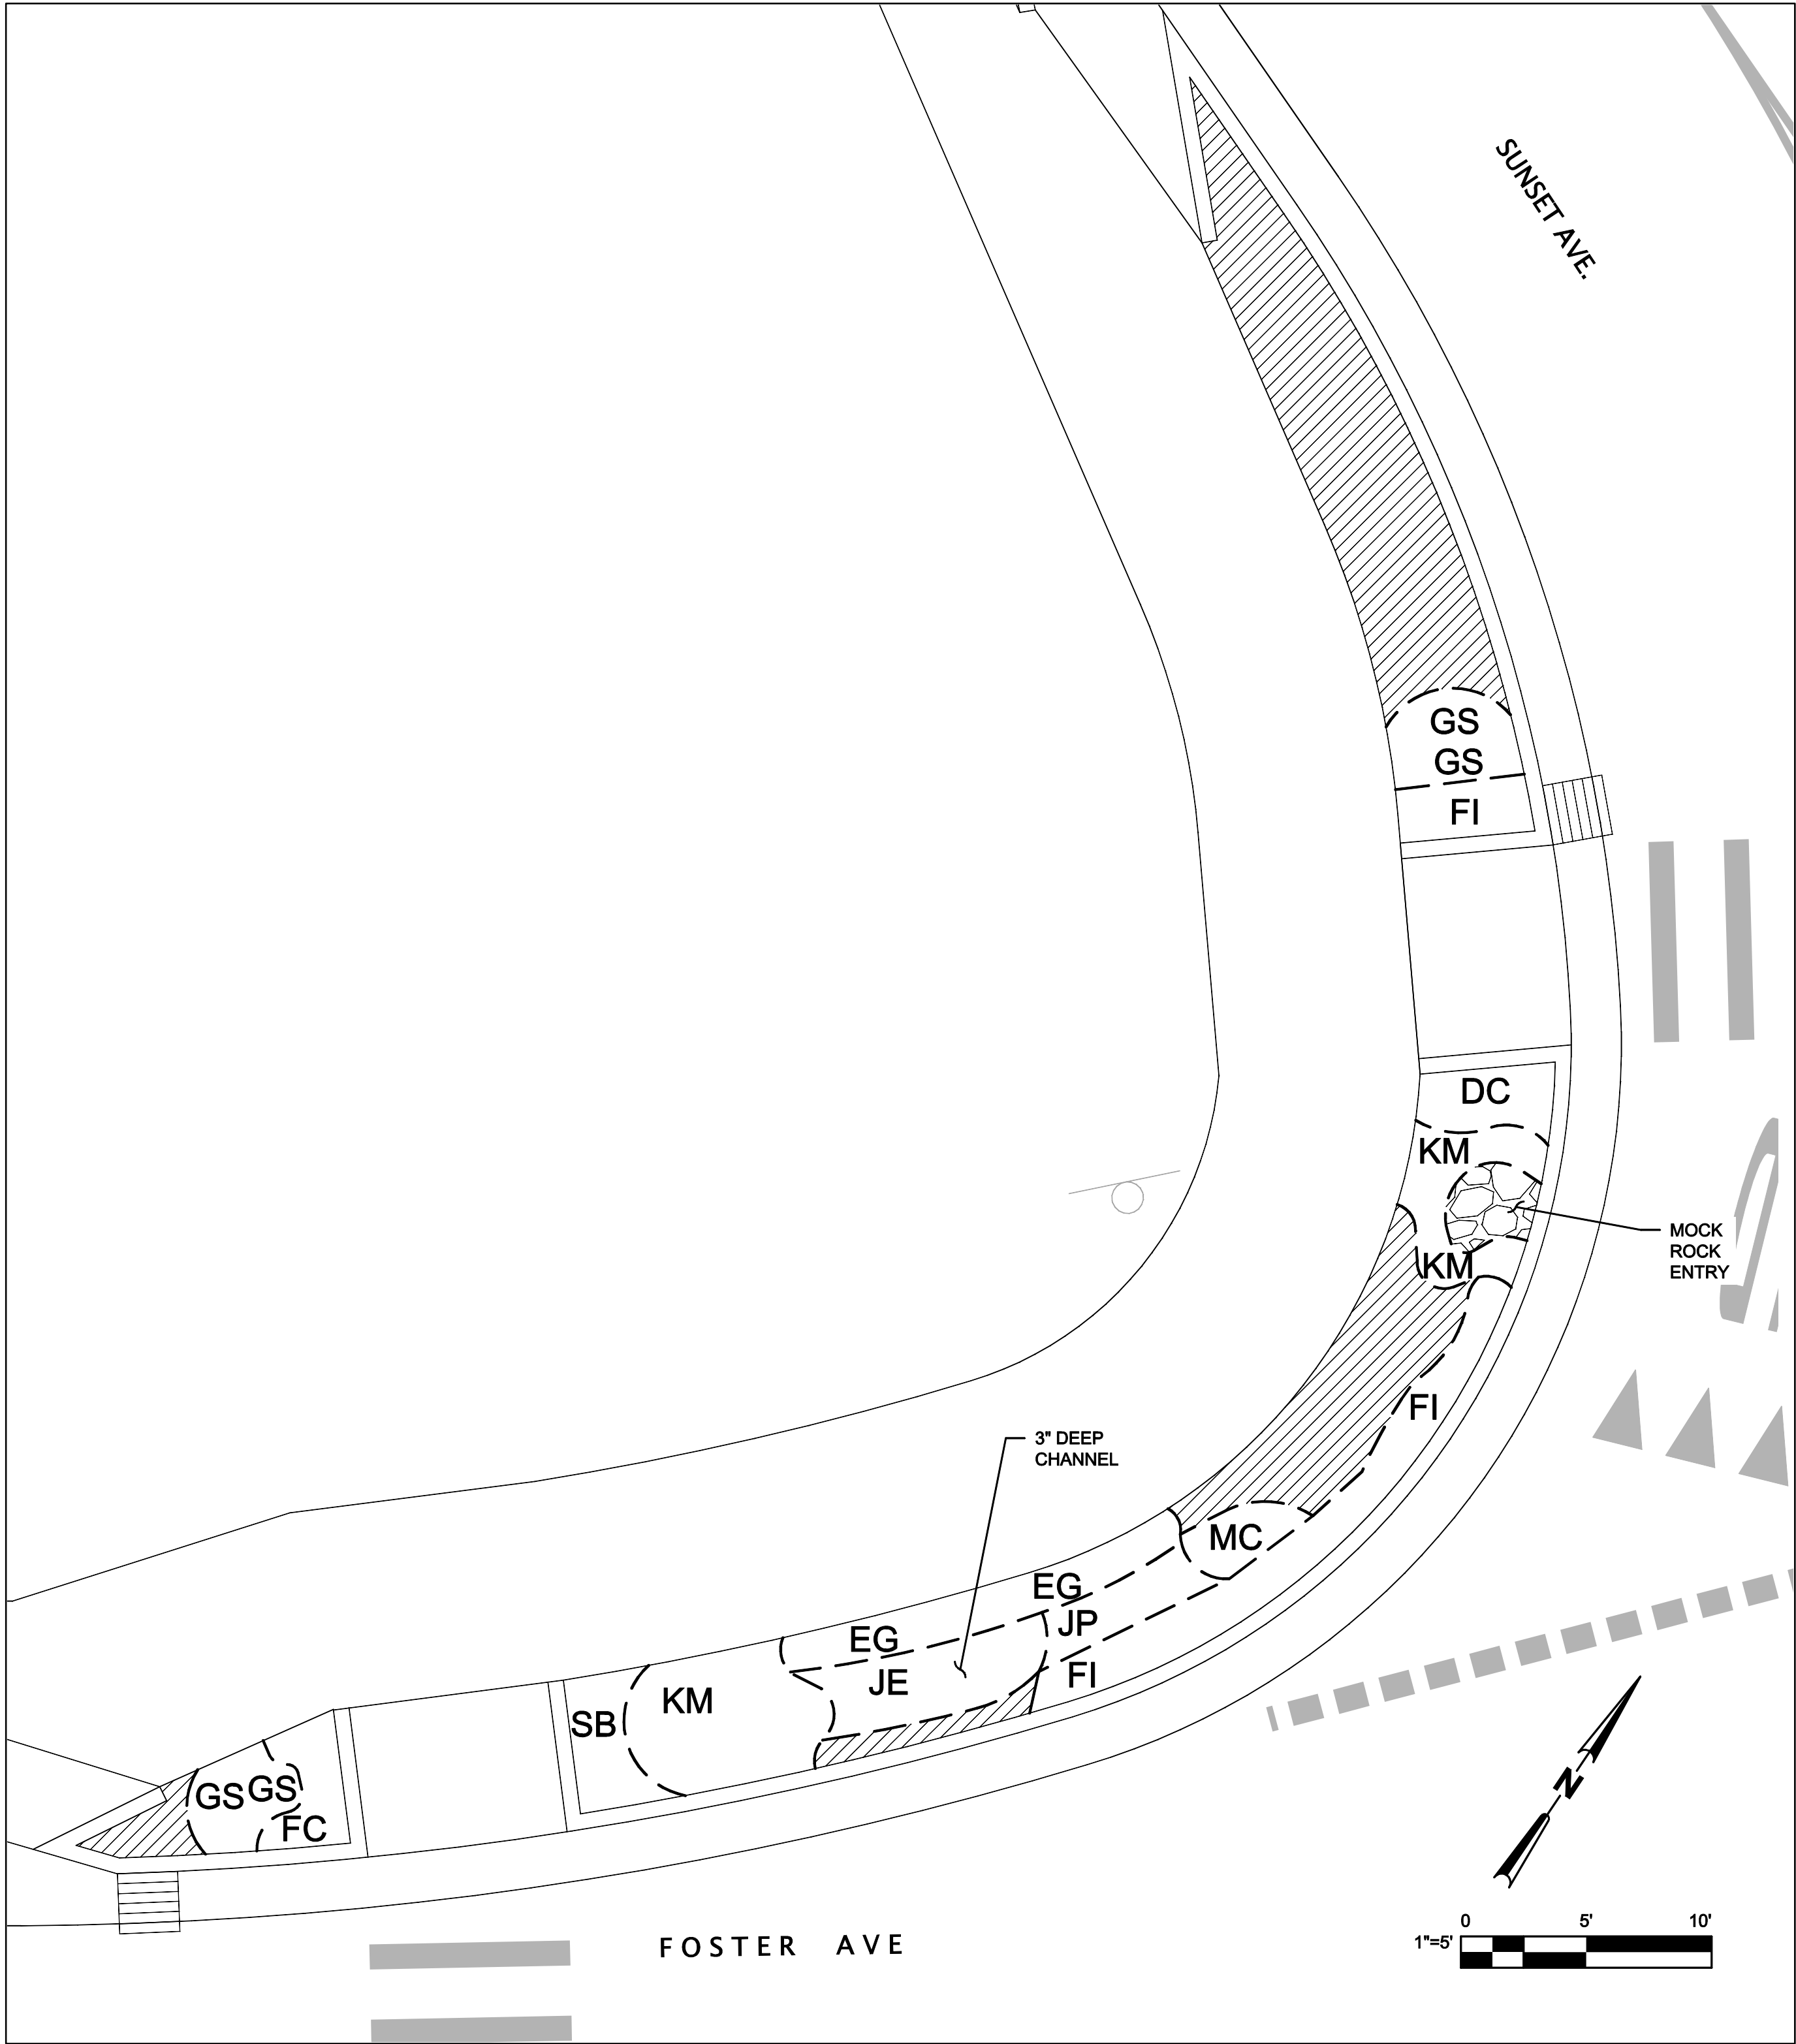 SUNSET AVE.
GS
GS
FI
DC
KM
MOCK
ROCK
ENTRY
KM
FI
3" DEEP
CHANNEL
MC
EG
JP
EG
FI
JE
KM
SB
GS GS
FC
N
0 5' 10'
1"=5'
FOSTER AVE